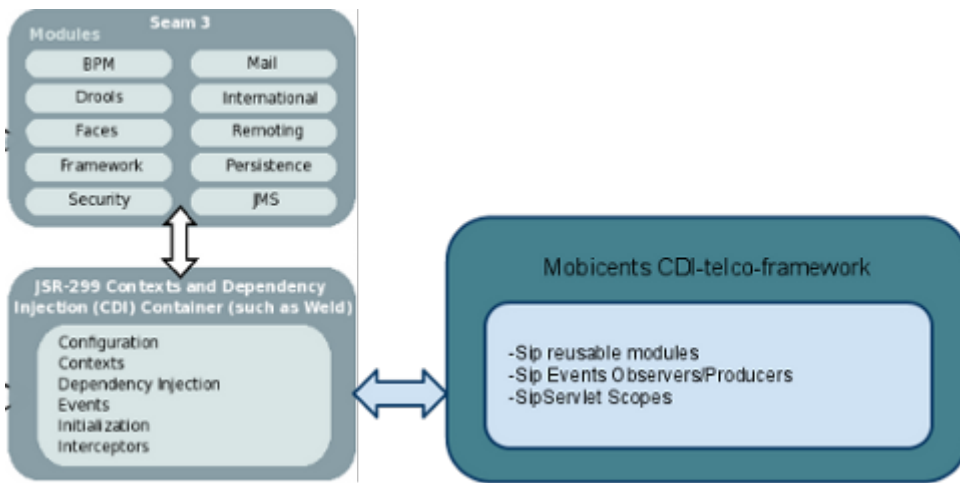 Seam 3
Modules
BPM
Mail
Drools
International
Faces
Remoting
Framework
Persistence
Security
JMS
JSR-299 Contexts and Dependency
Injection (CDI) Container (such as Weld)
Configuration
Contexts
Dependency Injection
Events
Initialization
Interceptors
Mobicents CDI-telco-framework
-Sip reusable modules
-Sip Events Observers/Producers
-SipServlet Scopes